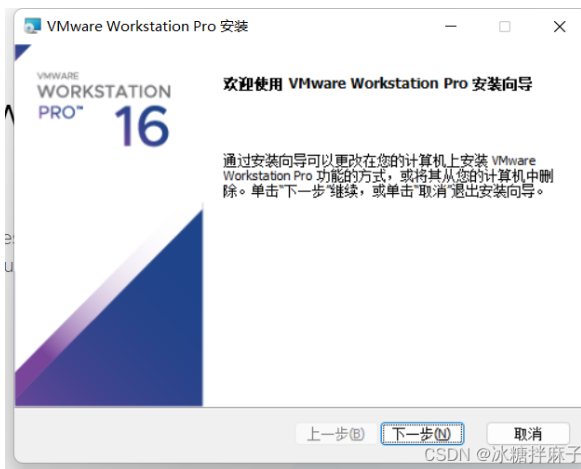 VMware Workstation Pro 安装
VMWARE
WORKSTATION
PRO™ 16
欢迎使用 VMware Workstation Pro 安装向导
通过安装向导可以更改在您的计算机上安装 VMware
Workstation Pro 功能的方式，或将其从您的计算机中删
除。单击"下一步"继续，或单击"取消"退出安装向导。
上一步(B) 下一步(N) 取消
CSDN @冰糖拌麻子